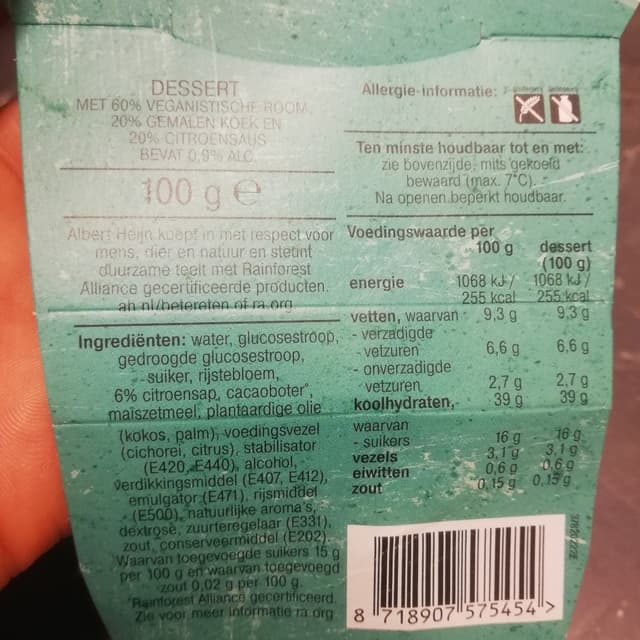 DESSERT
MET 60% VEGANISTISCHE ROOM,
20% GEMALEN KOEK EN
20% CITROENSAUS
BEVAT 0,9% ALC.
100 g e
Albert Heijn koopt in met respect voor
mens, dier en natuur en steunt
duurzame teelt met Rainforest
Alliance gecertificeerde producten.
ah.nl/beter eten of ra.org
Ingrediënten: water, glucosestroop,
gedroogde glucosestroop,
suiker, rijstebloem,
6% citroensap, cacaoboter*,
maïszetmeel, plantaardige olie
(kokos, palm), voedingsvezel
(cichorei, citrus), stabilisator
(E420, E440), alcohol,
verdikkingsmiddel (E407, E412),
emulgator (E471), rijsmiddel
(E500), natuurlijke aroma's,
dextrose, zuurteregelaar (E331),
zout, conserveermiddel (E202).
Waarvan toegevoegde suikers 15 g
per 100 g en waarvan toegevoegd
zout 0,02 g per 100 g.
*Rainforest Alliance gecertificeerd.
Zie voor meer informatie ra.org
Allergie-informatie:
Ten minste houdbaar tot en met:
zie bovenzijde, mits gekoeld
bewaard (max. 7°C).
Na openen beperkt houdbaar.
Voedingswaarde per
100 g dessert
(100 g)
energie 1068 kJ / 1068 kJ /
255 kcal 255 kcal
vetten, waarvan 9,3 g 9,3 g
- verzadigde
vetzuren 6,6 g 6,6 g
- onverzadigde
vetzuren 2,7 g 2,7 g
koolhydraten, 39 g 39 g
waarvan
- suikers 16 g 16 g
vezels 3,1 g 3,1 g
eiwitten 0,6 g 0,6 g
zout 0,15 g 0,15 g
8 718907 575454 >